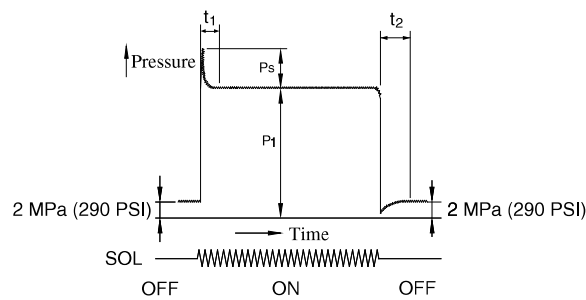 t1
t2
Pressure
Ps
P1
2 MPa (290 PSI)
2 MPa (290 PSI)
Time
SOL
OFF
ON
OFF